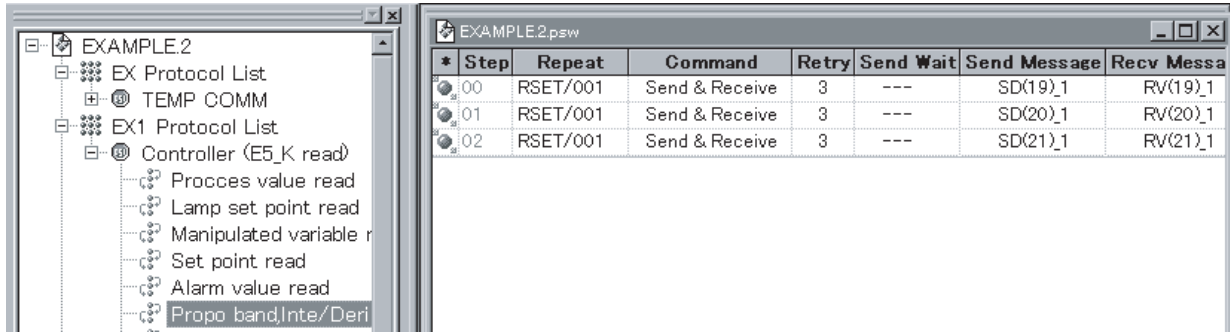 EXAMPLE.2
EX Protocol List
TEMP COMM
EX1 Protocol List
Controller (E5_K read)
Procces value read
Lamp set point read
Manipulated variable r
Set point read
Alarm value read
Propo band,Inte/Deri
EXAMPLE.2.psw
* Step Repeat Command Retry Send Wait Send Message Recv Messa
00 RSET/001 Send & Receive 3 --- SD(19)_1 RV(19)_1
01 RSET/001 Send & Receive 3 --- SD(20)_1 RV(20)_1
02 RSET/001 Send & Receive 3 --- SD(21)_1 RV(21)_1